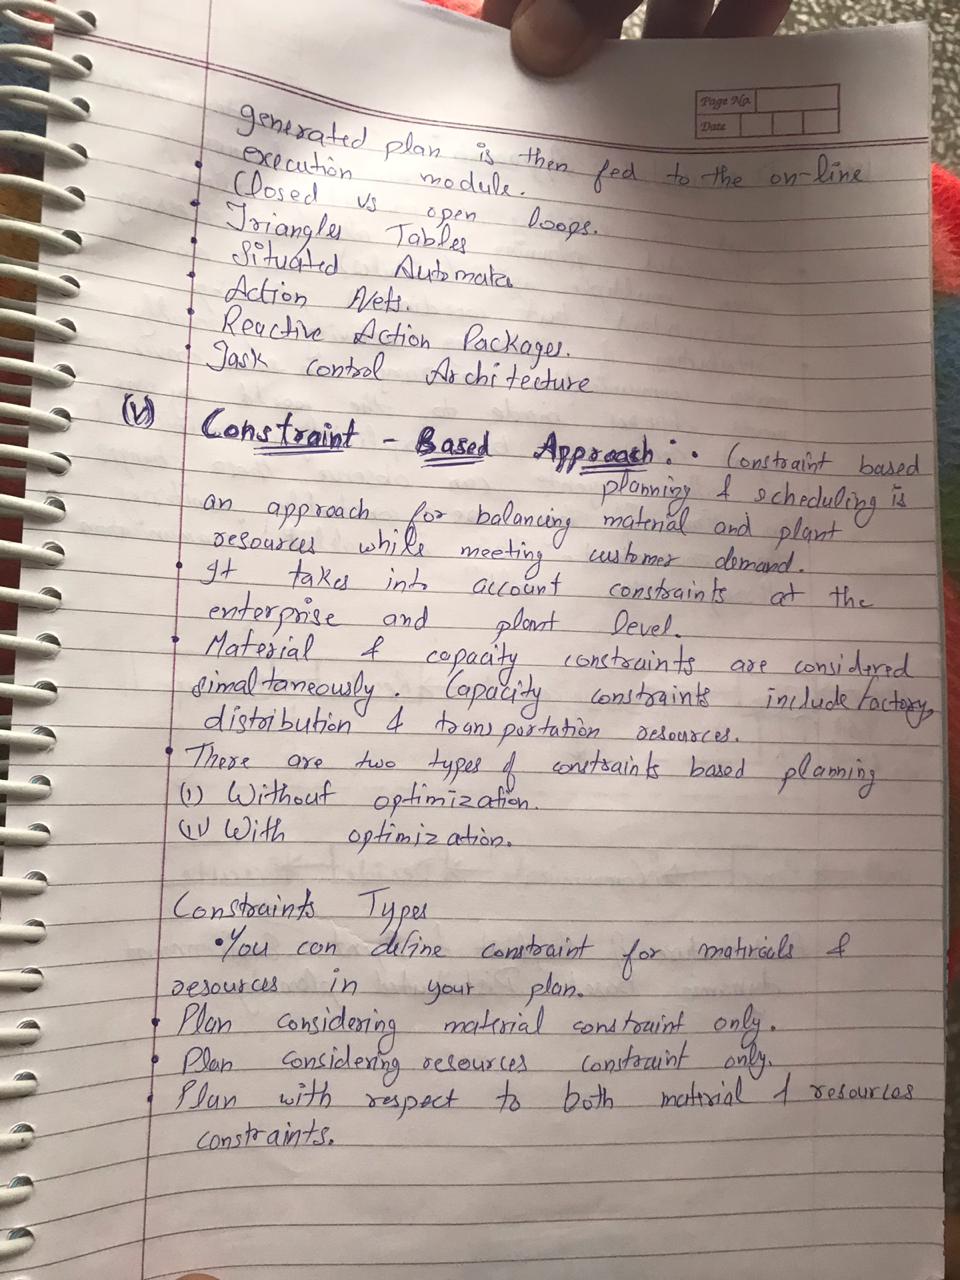 Page No.
Date
generated plan is then fed to the on-line
execution module.
• Closed vs open loops.
• Triangles Tables
• Situated Automata
• Action Nets.
• Reactive Action Packages.
• Task control Architecture
(V) Constraint - Based Approach :• Constraint based
planning & scheduling is
an approach for balancing material and plant
resources while meeting customer demand.
• It takes into account constraints at the
enterprise and plant level.
• Material & capacity constraints are considered
simaltaneously. Capacity constraints include factory,
distribution & transportation resources.
• There are two types of constraints based planning
(i) Without optimization.
(ii) With optimization.
Constraints Types
•You can define constraint for matirials &
resources in your plan.
• Plan considering material constraint only.
• Plan considering resources constraint only.
• Plan with respect to both material & resources
constraints.